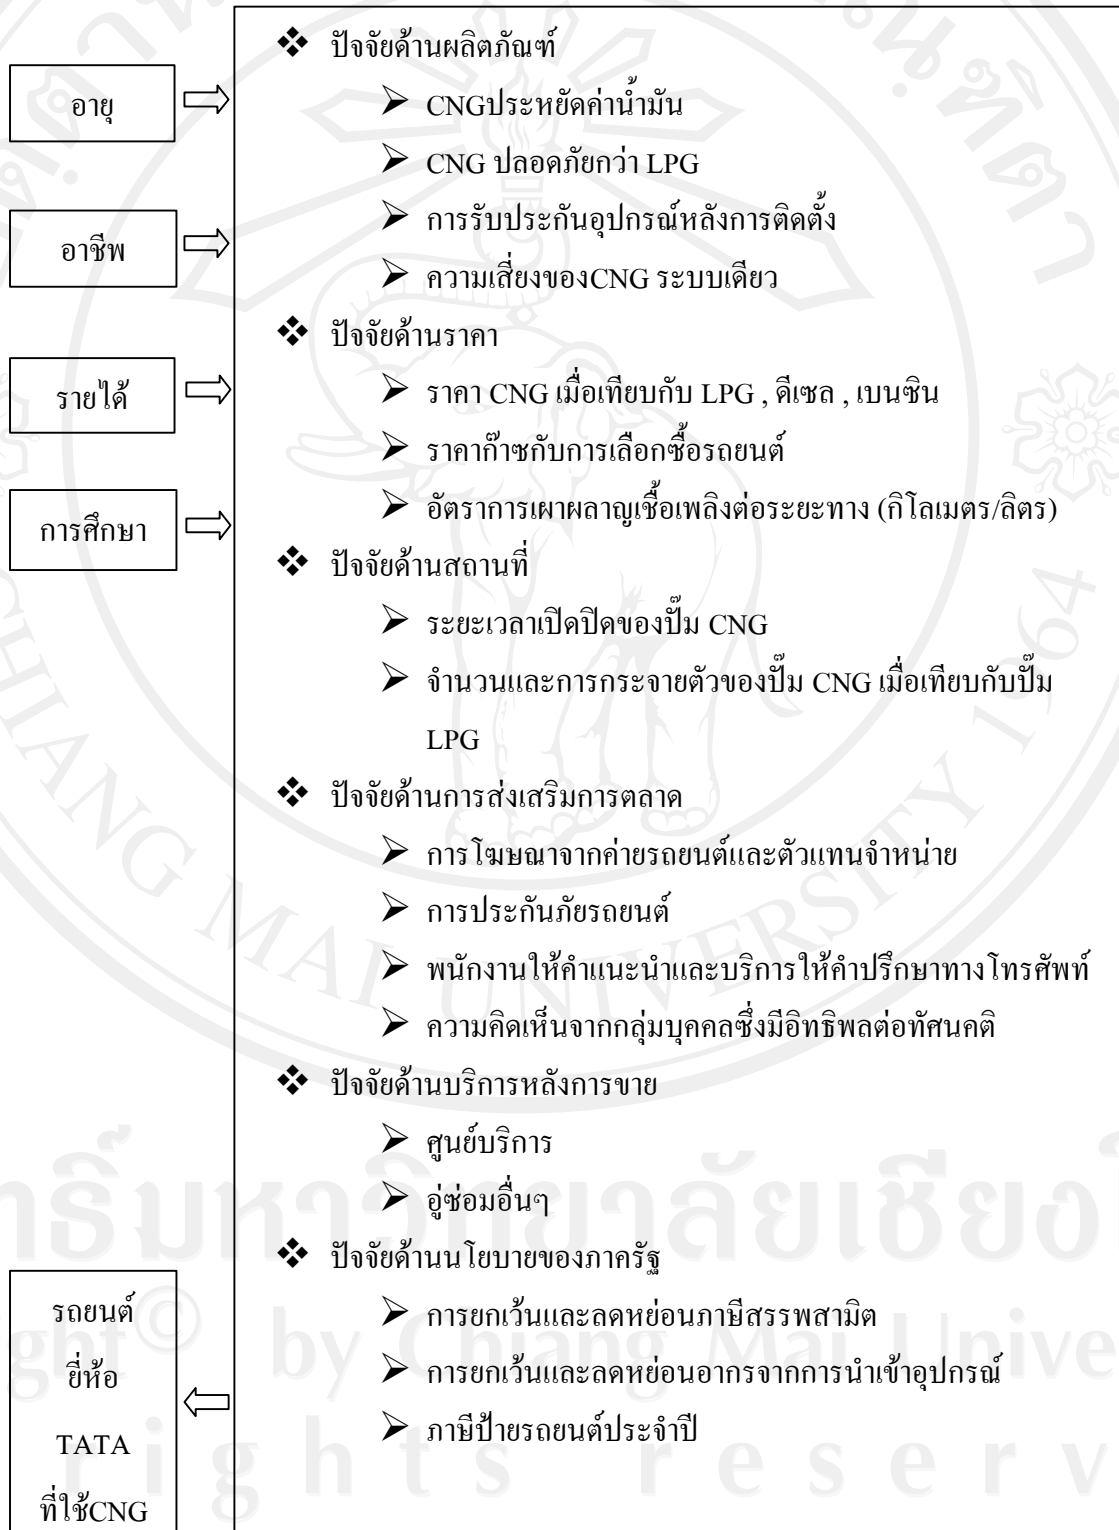 อายุ
อาชีพ
รายได้
การศึกษา
❖ ปัจจัยด้านผลิตภัณฑ์
➢ CNGประหยัดค่าน้ำมัน
➢ CNG ปลอดภัยกว่า LPG
➢ การรับประกันอุปกรณ์หลังการติดตั้ง
➢ ความเสี่ยงของCNG ระบบเดียว
❖ ปัจจัยด้านราคา
➢ ราคา CNG เมื่อเทียบกับ LPG , ดีเซล , เบนซิน
➢ ราคาก๊าซกับการเลือกซื้อรถยนต์
➢ อัตราการเผาผลาญเชื้อเพลิงต่อระยะทาง (กิโลเมตร/ลิตร)
❖ ปัจจัยด้านสถานที่
➢ ระยะเวลาเปิดปิดของปั๊ม CNG
➢ จำนวนและการกระจายตัวของปั๊ม CNG เมื่อเทียบกับปั๊ม
LPG
❖ ปัจจัยด้านการส่งเสริมการตลาด
➢ การโฆษณาจากค่ายรถยนต์และตัวแทนจำหน่าย
➢ การประกันภัยรถยนต์
➢ พนักงานให้คำแนะนำและบริการให้คำปรึกษาทางโทรศัพท์
➢ ความคิดเห็นจากกลุ่มบุคคลซึ่งมีอิทธิพลต่อทัศนคติ
❖ ปัจจัยด้านบริการหลังการขาย
➢ ศูนย์บริการ
➢ อู่ซ่อมอื่นๆ
❖ ปัจจัยด้านนโยบายของภาครัฐ
➢ การยกเว้นและลดหย่อนภาษีสรรพสามิต
➢ การยกเว้นและลดหย่อนอากรจากการนำเข้าอุปกรณ์
➢ ภาษีป้ายรถยนต์ประจำปี
รถยนต์
ยี่ห้อ
TATA
ที่ใช้CNG
CHIANG MAI UNIVERSITY 1964
ght© by Chiang Mai Unive
rights reserv